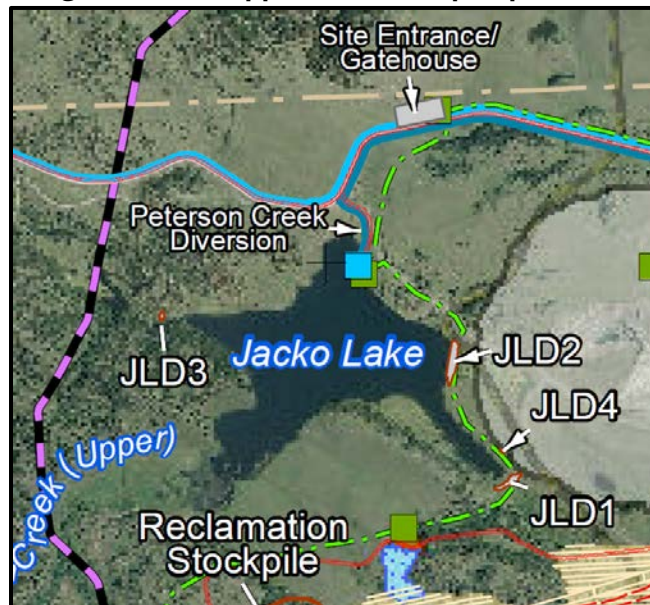 Site Entrance/
Gatehouse
Peterson Creek
Diversion
Jacko Lake
JLD2
JLD3
JLD4
Creek (Upper)
JLD1
Reclamation
Stockpile